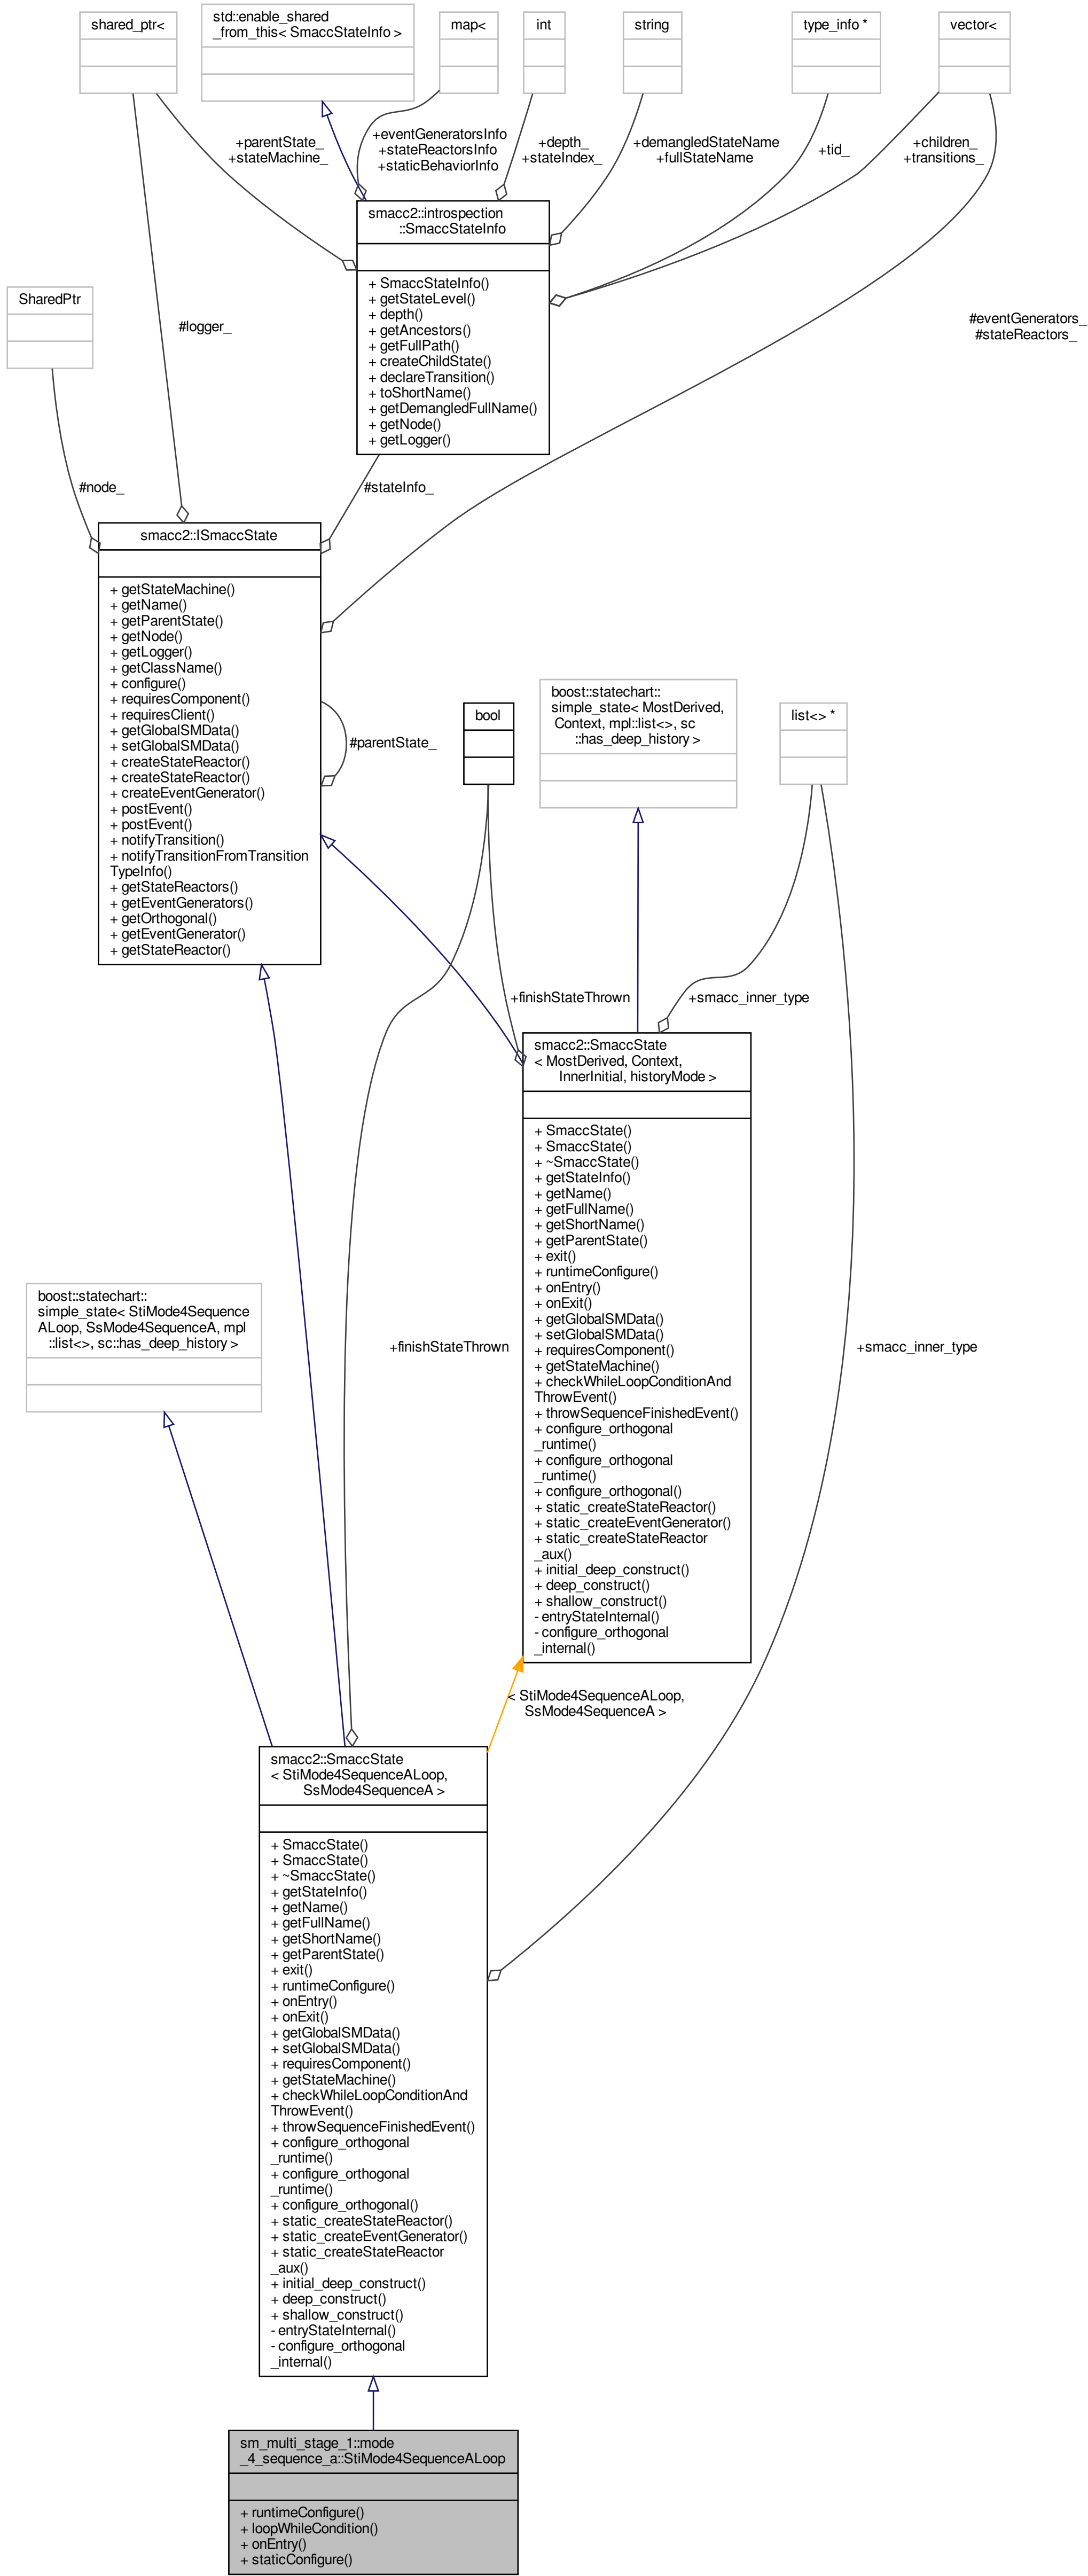 shared_ptr<
std::enable_shared
_from_this< SmaccStateInfo >
map<
int
string
type_info *
vector<
+parentState_
+stateMachine_
+eventGeneratorsInfo
+stateReactorsInfo
+staticBehaviorInfo
+depth_
+stateIndex_
+demangledStateName
+fullStateName
+tid_
+children_
+transitions_
smacc2::introspection
::SmaccStateInfo
+ SmaccStateInfo()
+ getStateLevel()
+ depth()
+ getAncestors()
+ getFullPath()
+ createChildState()
+ declareTransition()
+ toShortName()
+ getDemangledFullName()
+ getNode()
+ getLogger()
SharedPtr
#logger_
#eventGenerators_
#stateReactors_
#node_
#stateInfo_
smacc2::ISmaccState
+ getStateMachine()
+ getName()
+ getParentState()
+ getNode()
+ getLogger()
+ getClassName()
+ configure()
+ requiresComponent()
+ requiresClient()
+ getGlobalSMData()
+ setGlobalSMData()
+ createStateReactor()
+ createStateReactor()
+ createEventGenerator()
+ postEvent()
+ postEvent()
+ notifyTransition()
+ notifyTransitionFromTransition
TypeInfo()
+ getStateReactors()
+ getEventGenerators()
+ getOrthogonal()
+ getEventGenerator()
+ getStateReactor()
#parentState_
bool
boost::statechart::
simple_state< MostDerived,
Context, mpl::list<>, sc
::has_deep_history >
list<> *
+finishStateThrown
+smacc_inner_type
smacc2::SmaccState
< MostDerived, Context,
InnerInitial, historyMode >
+ SmaccState()
+ SmaccState()
+ ~SmaccState()
+ getStateInfo()
+ getName()
+ getFullName()
+ getShortName()
+ getParentState()
+ exit()
+ runtimeConfigure()
+ onEntry()
+ onExit()
+ getGlobalSMData()
+ setGlobalSMData()
+ requiresComponent()
+ getStateMachine()
+ checkWhileLoopConditionAnd
ThrowEvent()
+ throwSequenceFinishedEvent()
+ configure_orthogonal
_runtime()
+ configure_orthogonal
_runtime()
+ configure_orthogonal()
+ static_createStateReactor()
+ static_createEventGenerator()
+ static_createStateReactor
_aux()
+ initial_deep_construct()
+ deep_construct()
+ shallow_construct()
- entryStateInternal()
- configure_orthogonal
_internal()
boost::statechart::
simple_state< StiMode4Sequence
ALoop, SsMode4SequenceA, mpl
::list<>, sc::has_deep_history >
+finishStateThrown
+smacc_inner_type
< StiMode4SequenceALoop,
SsMode4SequenceA >
smacc2::SmaccState
< StiMode4SequenceALoop,
SsMode4SequenceA >
+ SmaccState()
+ SmaccState()
+ ~SmaccState()
+ getStateInfo()
+ getName()
+ getFullName()
+ getShortName()
+ getParentState()
+ exit()
+ runtimeConfigure()
+ onEntry()
+ onExit()
+ getGlobalSMData()
+ setGlobalSMData()
+ requiresComponent()
+ getStateMachine()
+ checkWhileLoopConditionAnd
ThrowEvent()
+ throwSequenceFinishedEvent()
+ configure_orthogonal
_runtime()
+ configure_orthogonal
_runtime()
+ configure_orthogonal()
+ static_createStateReactor()
+ static_createEventGenerator()
+ static_createStateReactor
_aux()
+ initial_deep_construct()
+ deep_construct()
+ shallow_construct()
- entryStateInternal()
- configure_orthogonal
_internal()
sm_multi_stage_1::mode
_4_sequence_a::StiMode4SequenceALoop
+ runtimeConfigure()
+ loopWhileCondition()
+ onEntry()
+ staticConfigure()